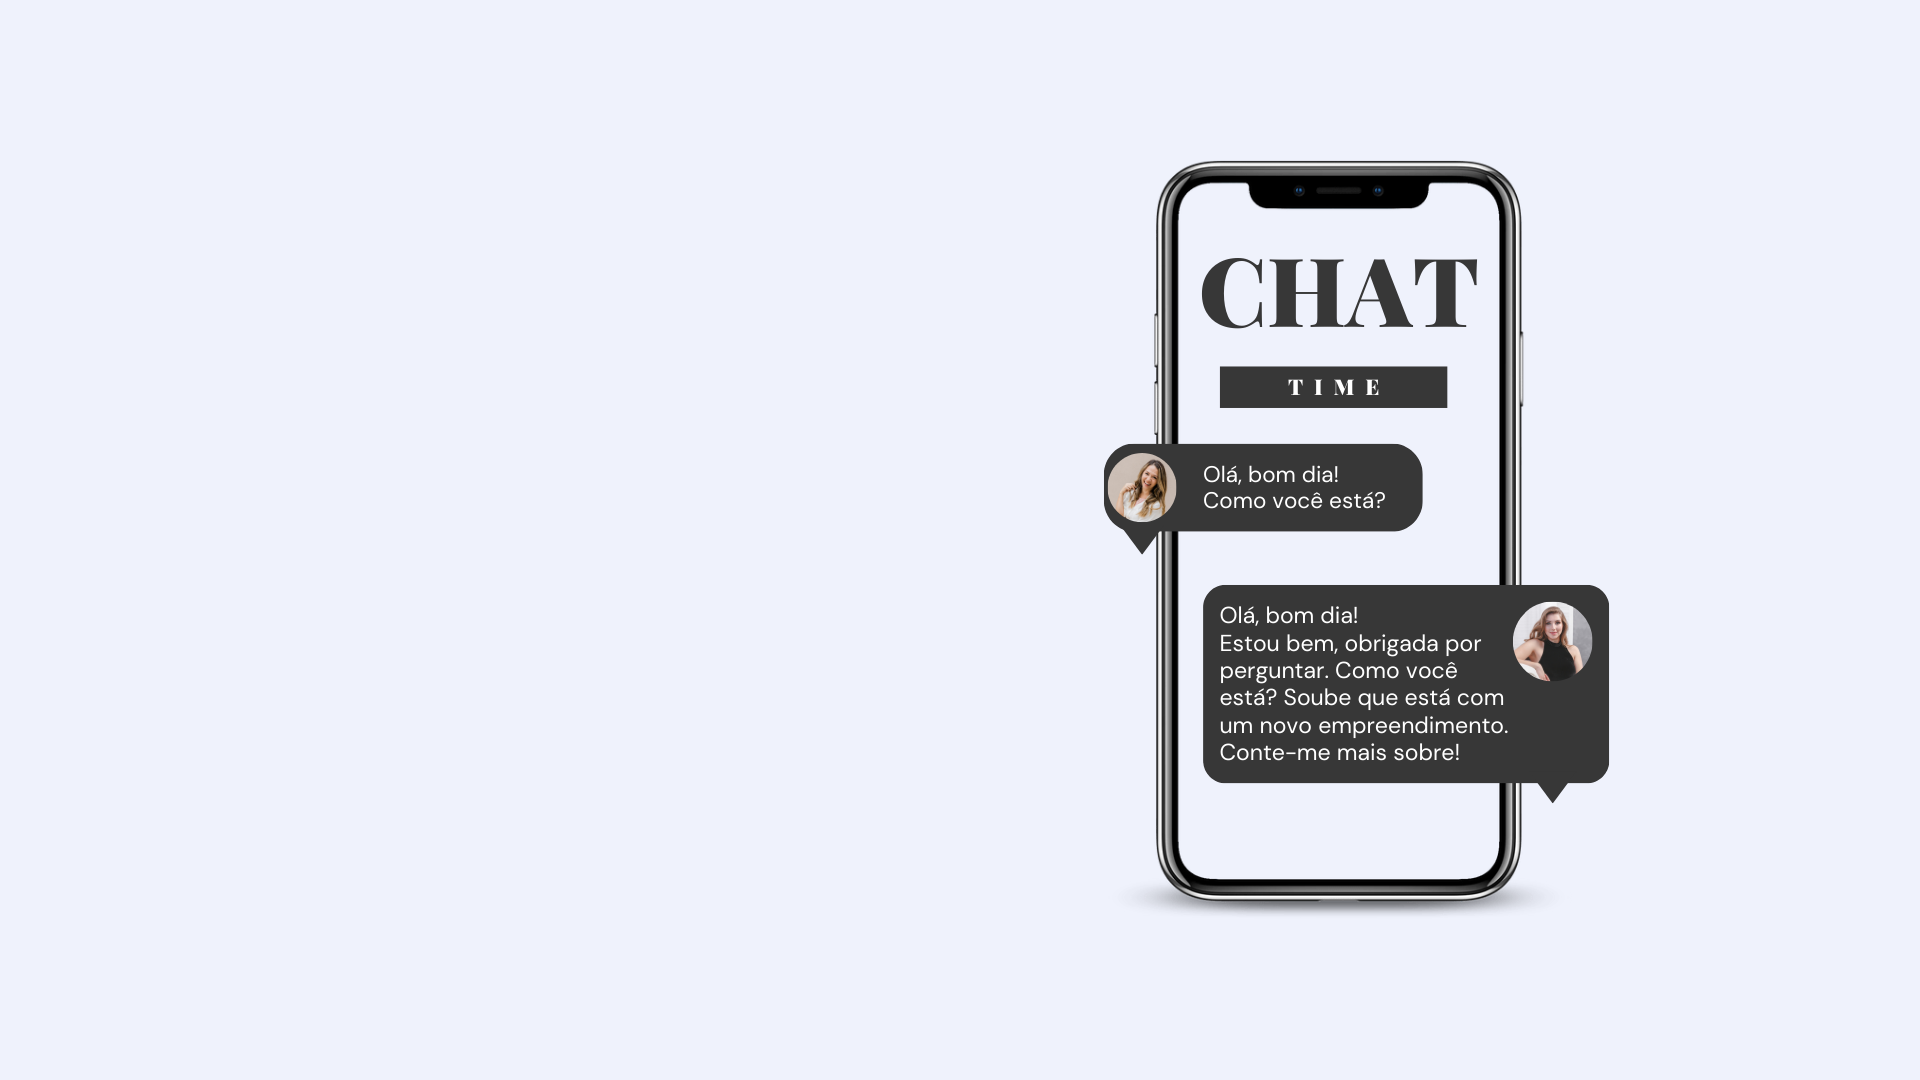 CHAT
TIME
Olá, bom dia!
Como você está?
Olá, bom dia!
Estou bem, obrigada por
perguntar. Como você
está? Soube que está com
um novo empreendimento.
Conte-me mais sobre!